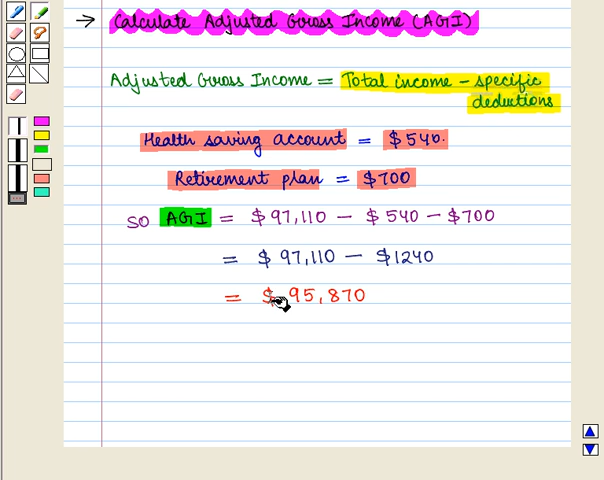 → Calculate Adjusted Gross Income (AGI)
Adjusted Gross Income = Total income – specific
deductions
Health saving account = $540.
Retirement plan = $700
so AGI = $97,110 – $540 – $700
= $97,110 – $1240
= $95,870